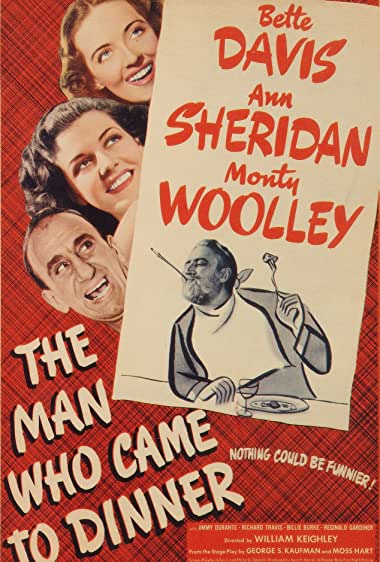 Bette
DAVIS
Ann
SHERIDAN
Monty
WOOLLEY
THE
MAN
WHO CAME
TO DINNER
NOTHING COULD BE FUNNIER!
with JIMMY DURANTE · RICHARD TRAVIS · BILLIE BURKE · REGINALD GARDINER
Directed by WILLIAM KEIGHLEY
From the Stage Play by GEORGE S. KAUFMAN and MOSS HART